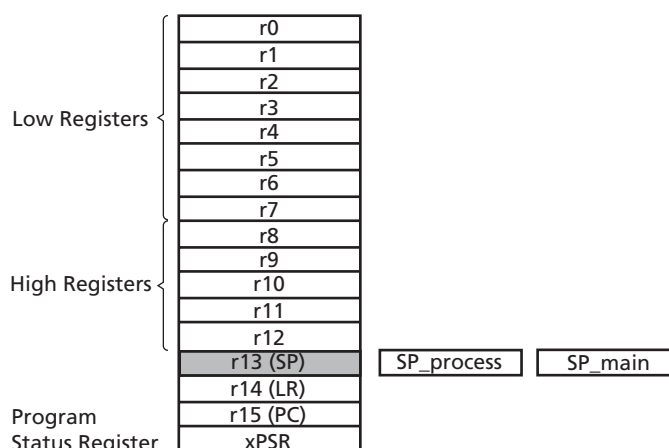 r0
r1
r2
r3
Low Registers
r4
r5
r6
r7
r8
r9
High Registers
r10
r11
r12
r13 (SP)
SP_process
SP_main
r14 (LR)
Program
r15 (PC)
Status Register
xPSR